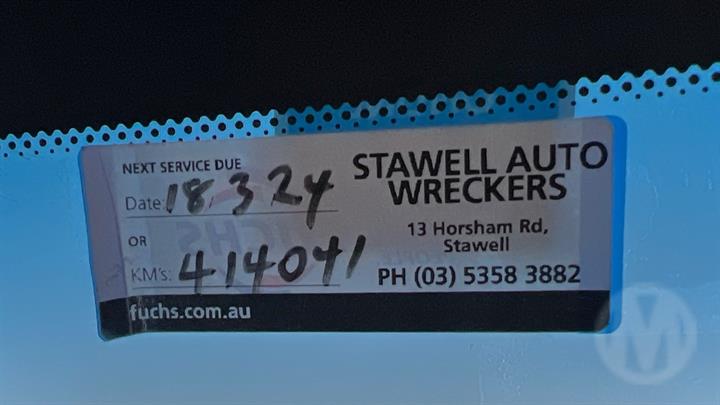 NEXT SERVICE DUE
Date: 18.3.24
OR
KM's: 414041
STAWELL AUTO
WRECKERS
13 Horsham Rd,
Stawell
PH (03) 5358 3882
fuchs.com.au
M